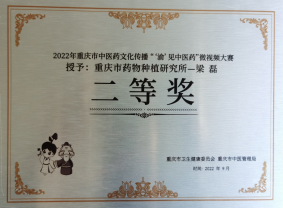 2022年重庆市中医药文化传播“‘渝’见中医药”微视频大赛
授予：重庆市药物种植研究所—梁 磊
二等奖
重庆市卫生健康委员会 重庆市中医管理局
时间：2022 年 9 月